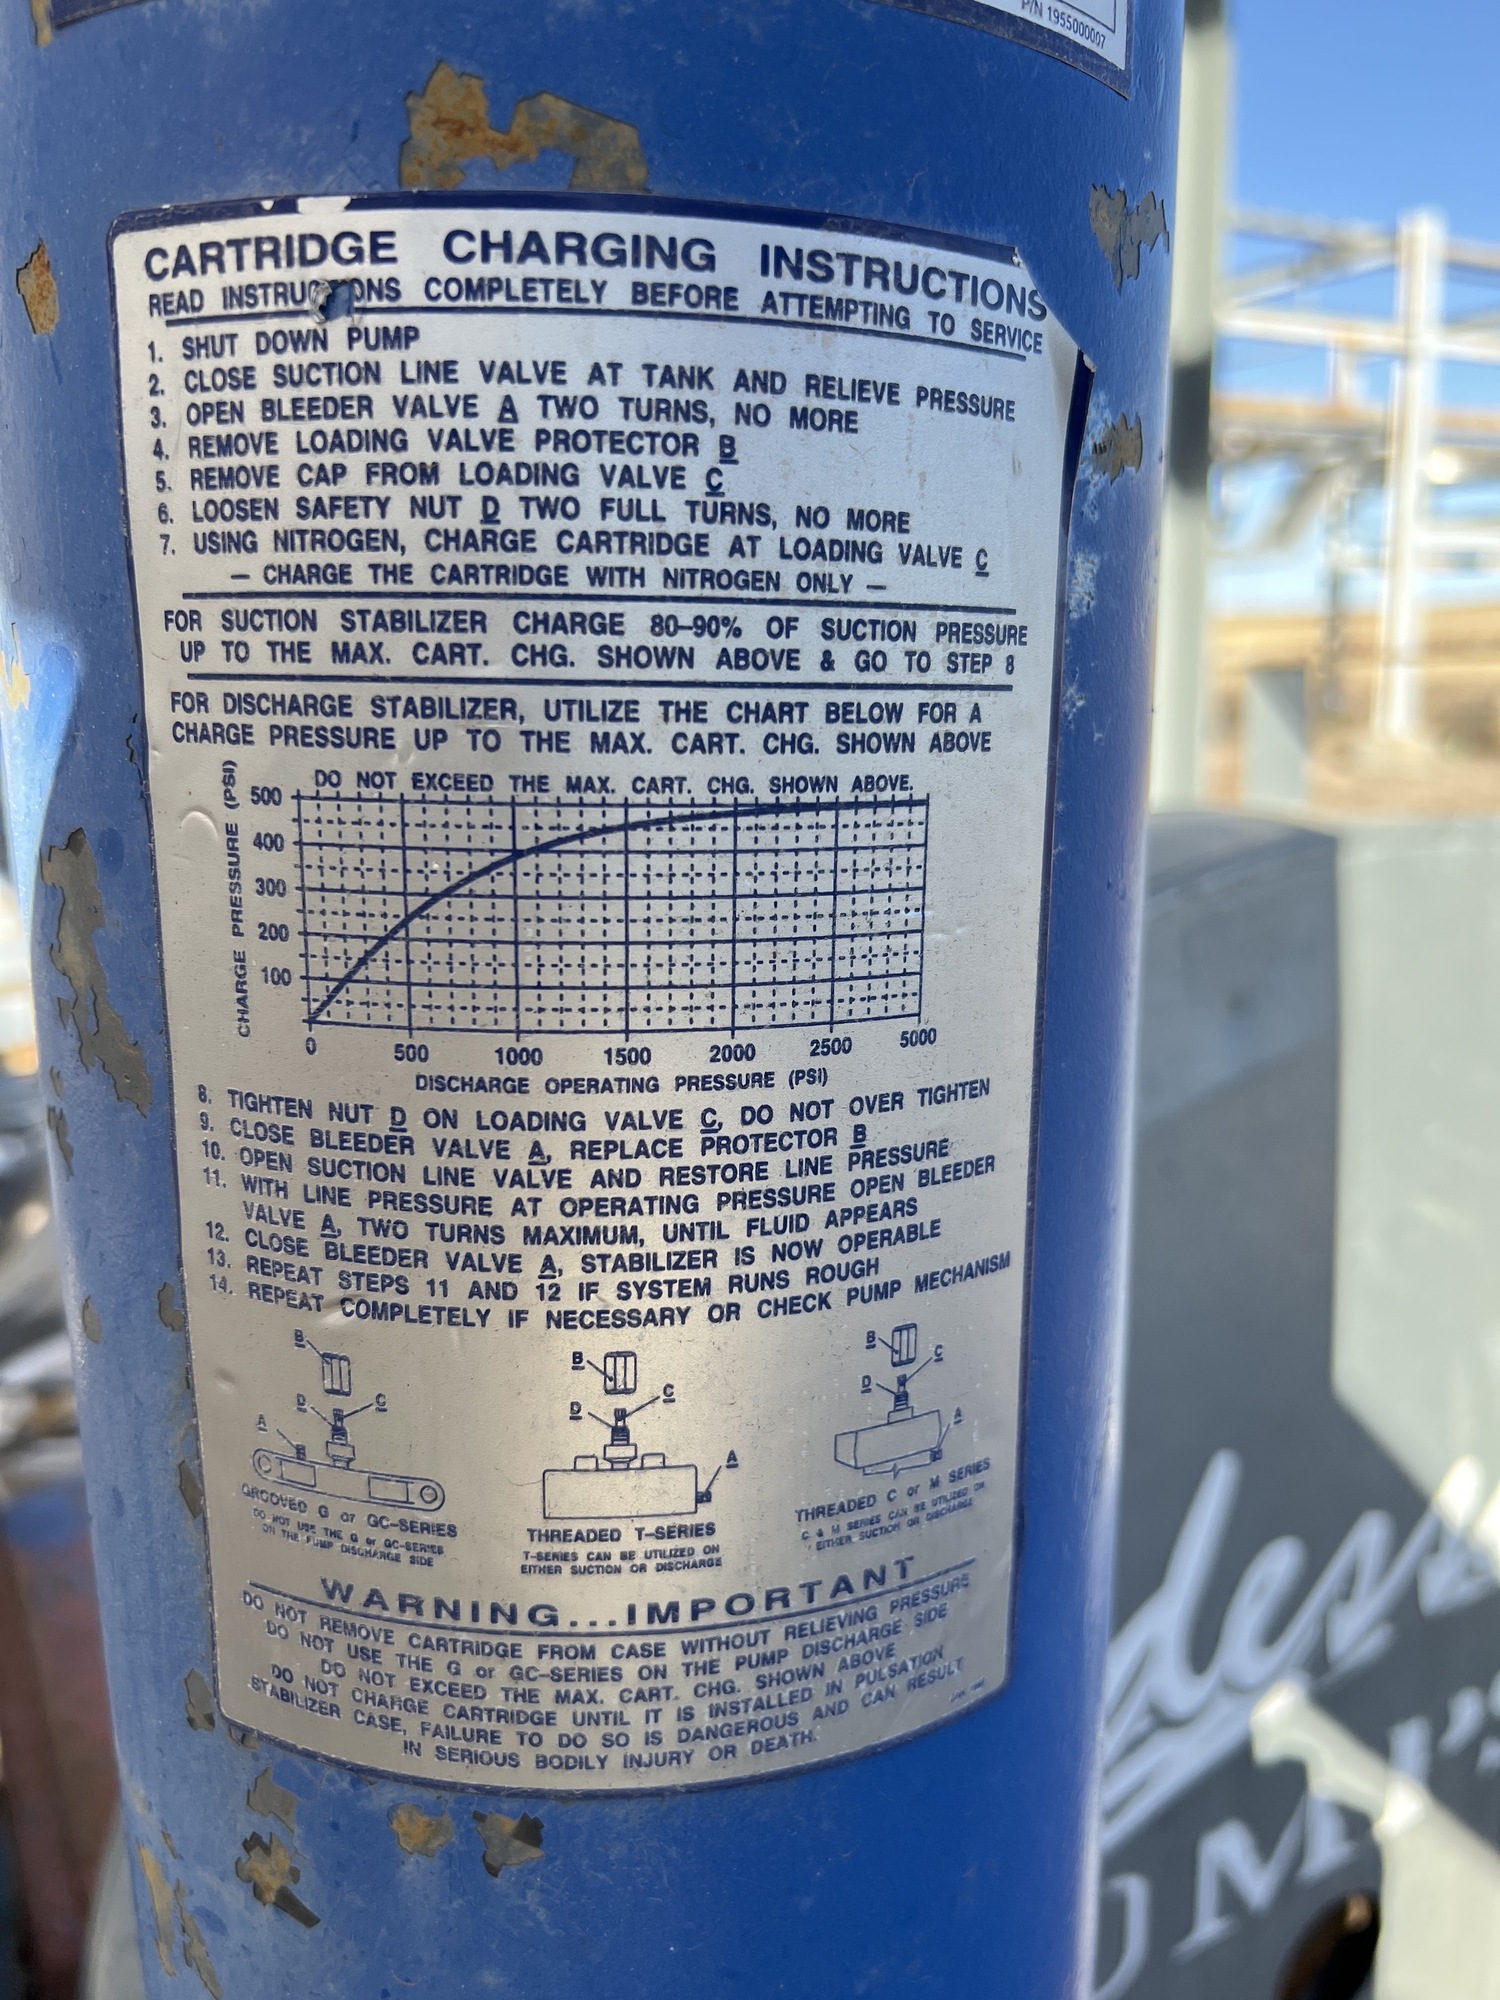 P/N 1955000007
CARTRIDGE CHARGING INSTRUCTIONS
READ INSTRUCTIONS COMPLETELY BEFORE ATTEMPTING TO SERVICE
1. SHUT DOWN PUMP
2. CLOSE SUCTION LINE VALVE AT TANK AND RELIEVE PRESSURE
3. OPEN BLEEDER VALVE A TWO TURNS, NO MORE
4. REMOVE LOADING VALVE PROTECTOR B
5. REMOVE CAP FROM LOADING VALVE C
6. LOOSEN SAFETY NUT D TWO FULL TURNS, NO MORE
7. USING NITROGEN, CHARGE CARTRIDGE AT LOADING VALVE C
— CHARGE THE CARTRIDGE WITH NITROGEN ONLY —
FOR SUCTION STABILIZER CHARGE 80–90% OF SUCTION PRESSURE
UP TO THE MAX. CART. CHG. SHOWN ABOVE & GO TO STEP 8
FOR DISCHARGE STABILIZER, UTILIZE THE CHART BELOW FOR A
CHARGE PRESSURE UP TO THE MAX. CART. CHG. SHOWN ABOVE
DO NOT EXCEED THE MAX. CART. CHG. SHOWN ABOVE.
CHARGE PRESSURE (PSI)
500
400
300
200
100
0 500 1000 1500 2000 2500 5000
DISCHARGE OPERATING PRESSURE (PSI)
8. TIGHTEN NUT D ON LOADING VALVE C, DO NOT OVER TIGHTEN
9. CLOSE BLEEDER VALVE A, REPLACE PROTECTOR B
10. OPEN SUCTION LINE VALVE AND RESTORE LINE PRESSURE
11. WITH LINE PRESSURE AT OPERATING PRESSURE OPEN BLEEDER
VALVE A, TWO TURNS MAXIMUM, UNTIL FLUID APPEARS
12. CLOSE BLEEDER VALVE A, STABILIZER IS NOW OPERABLE
13. REPEAT STEPS 11 AND 12 IF SYSTEM RUNS ROUGH
14. REPEAT COMPLETELY IF NECESSARY OR CHECK PUMP MECHANISM
B
D C
A
GROOVED G or GC–SERIES
DO NOT USE THE G or GC–SERIES
ON THE PUMP DISCHARGE SIDE
B
D C
A
THREADED T–SERIES
T–SERIES CAN BE UTILIZED ON
EITHER SUCTION OR DISCHARGE
B
C
D
A
THREADED C or M SERIES
C & M SERIES CAN BE UTILIZED ON
EITHER SUCTION OR DISCHARGE
WARNING...IMPORTANT
DO NOT REMOVE CARTRIDGE FROM CASE WITHOUT RELIEVING PRESSURE
DO NOT USE THE G or GC–SERIES ON THE PUMP DISCHARGE SIDE
DO NOT EXCEED THE MAX. CART. CHG. SHOWN ABOVE
DO NOT CHARGE CARTRIDGE UNTIL IT IS INSTALLED IN PULSATION
STABILIZER CASE, FAILURE TO DO SO IS DANGEROUS AND CAN RESULT
IN SERIOUS BODILY INJURY OR DEATH.